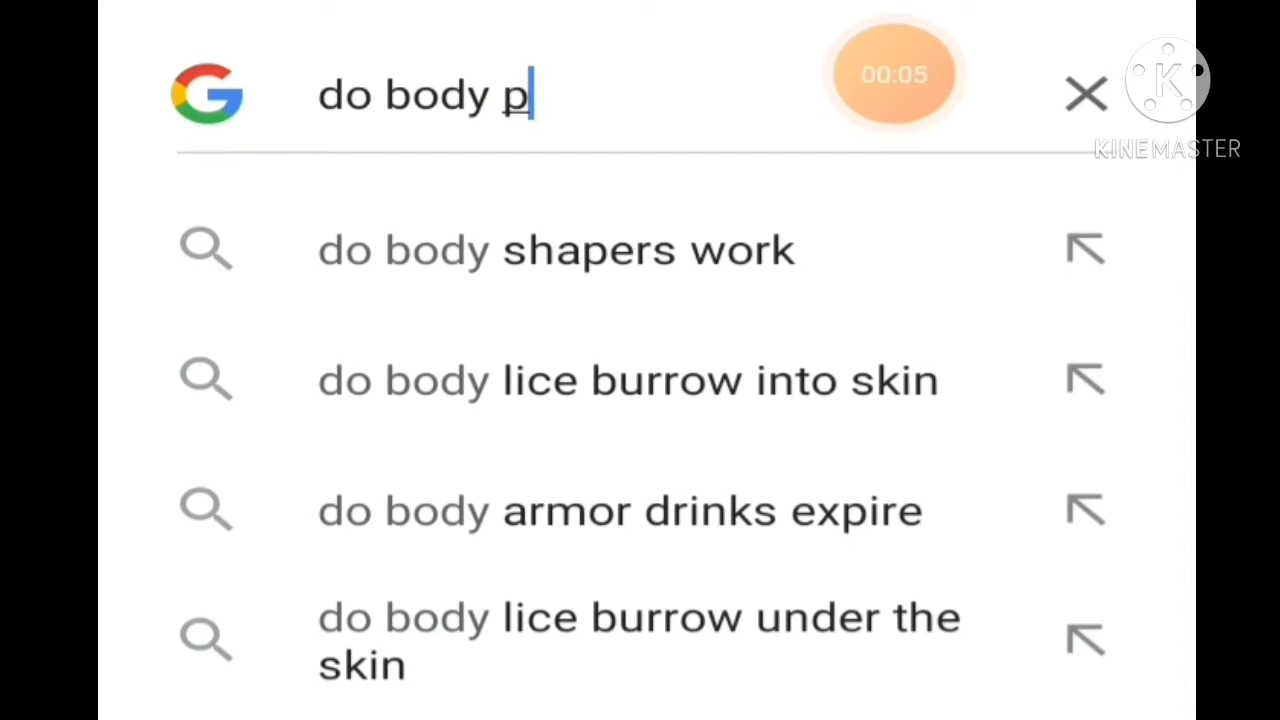 do body p
00:05
K
KINEMASTER
do body shapers work
do body lice burrow into skin
do body armor drinks expire
do body lice burrow under the
skin